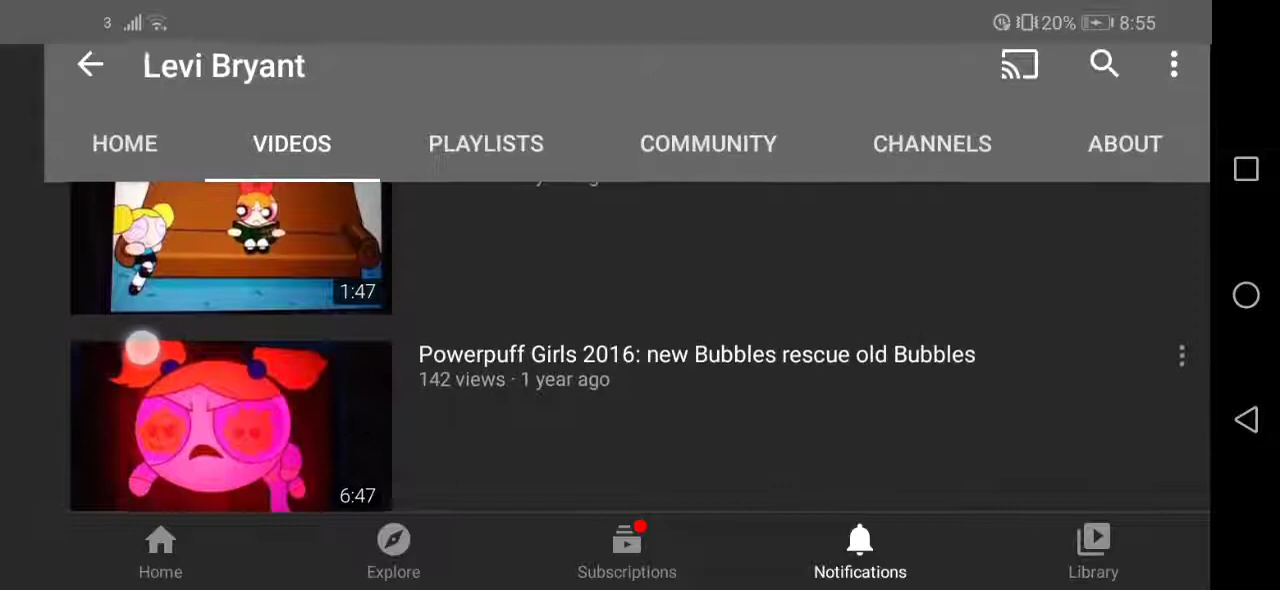 3 20% 8:55
Levi Bryant
HOME VIDEOS PLAYLISTS COMMUNITY CHANNELS ABOUT
1:47
Powerpuff Girls 2016: new Bubbles rescue old Bubbles
142 views · 1 year ago
6:47
Home Explore Subscriptions Notifications Library